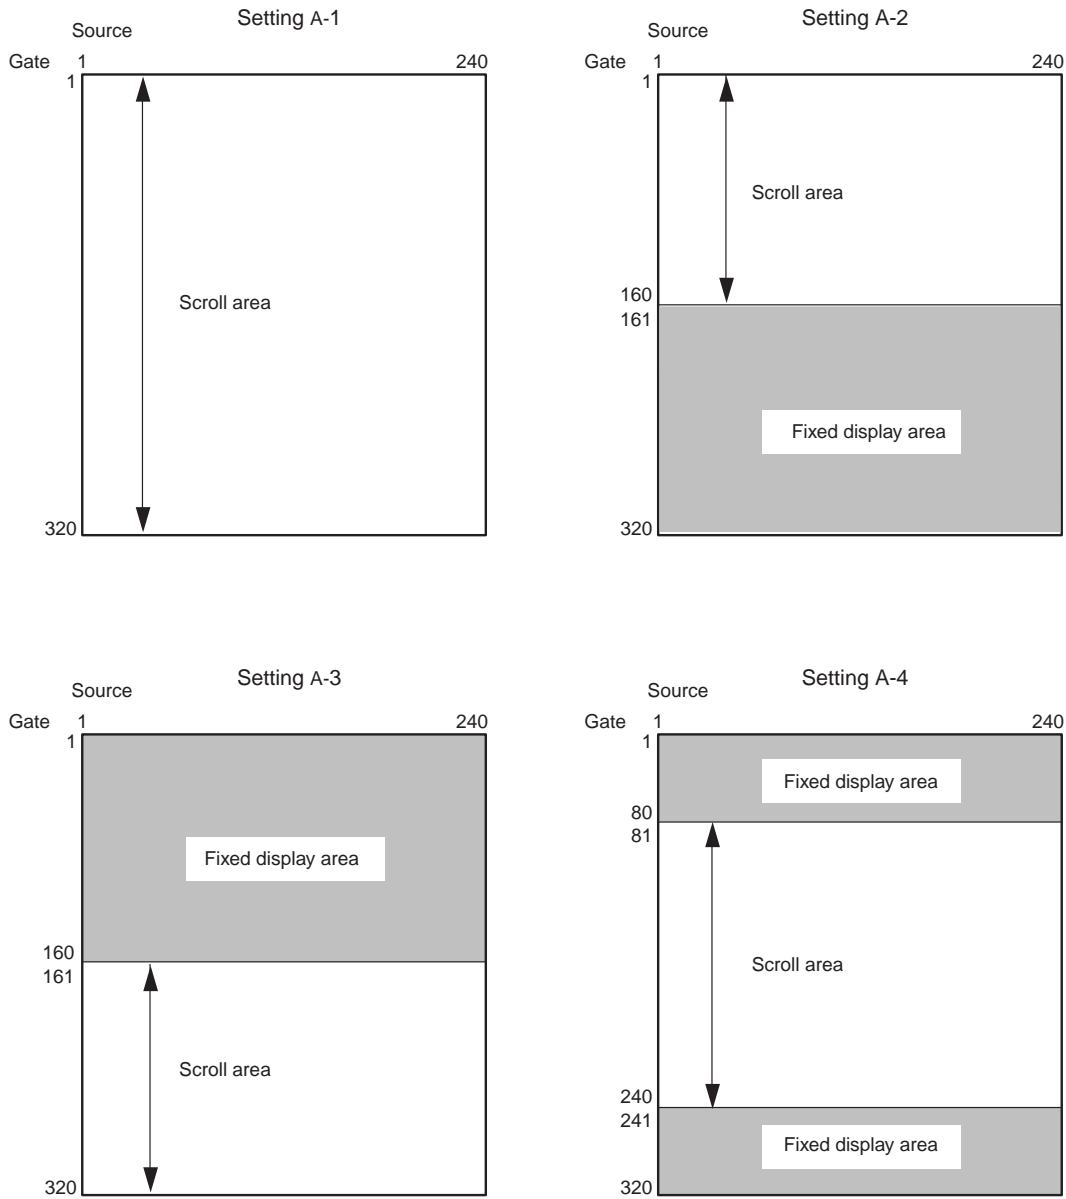 Setting A-1
Source
Gate 1 240
1
Scroll area
320
Setting A-2
Source
Gate 1 240
1
Scroll area
160
161
Fixed display area
320
Setting A-3
Source
Gate 1 240
1
Fixed display area
160
161
Scroll area
320
Setting A-4
Source
Gate 1 240
1
Fixed display area
80
81
Scroll area
240
241
Fixed display area
320